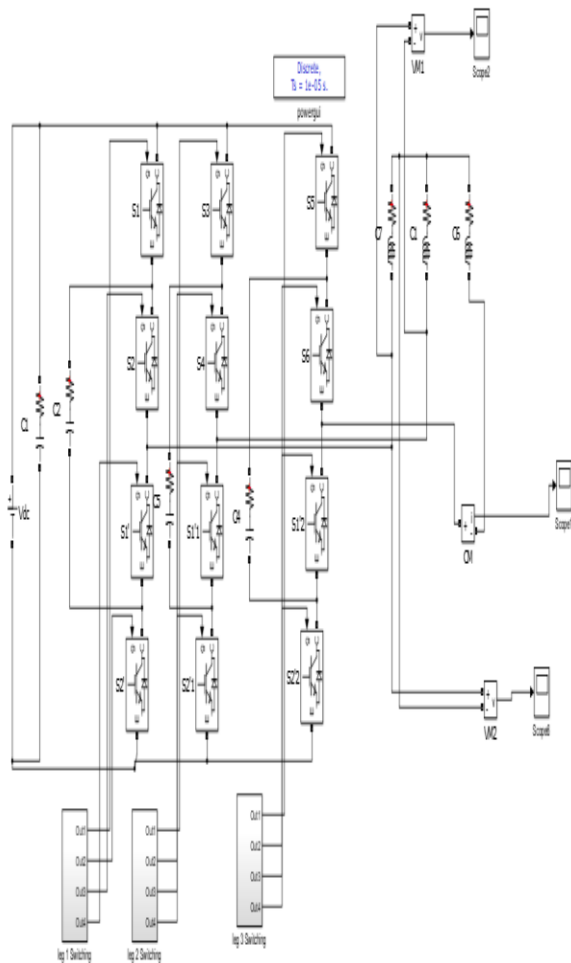 VM1
Scope2
Discrete,
Ts = 1e-05 s.
powergui
S1
S3
S5
C7
C6
S2
S4
S6
C1
C2
Vdc
C5
C4
S1'
S1'1
S1'2
i
Scope1
CM
S2'
S2'1
S2'2
v
VM2
Scope8
Out1
Out2
Out3
Out4
leg 1 Switching
Out1
Out2
Out3
Out4
leg 2 Switching
Out1
Out2
Out3
Out4
leg 3 Switching